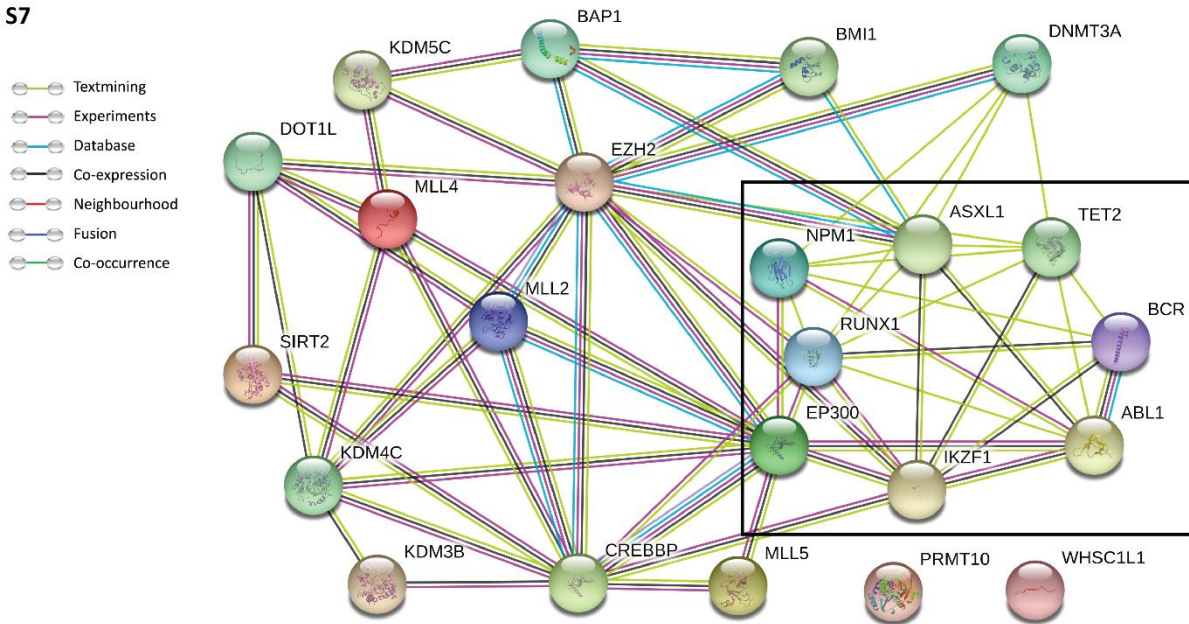 S7
BAP1
BMI1
DNMT3A
KDM5C
Textmining
Experiments
Database
Co-expression
Neighbourhood
Fusion
Co-occurrence
DOT1L
EZH2
MLL4
ASXL1
TET2
NPM1
MLL2
BCR
RUNX1
SIRT2
EP300
ABL1
KDM4C
IKZF1
KDM3B
CREBBP
MLL5
PRMT10
WHSC1L1